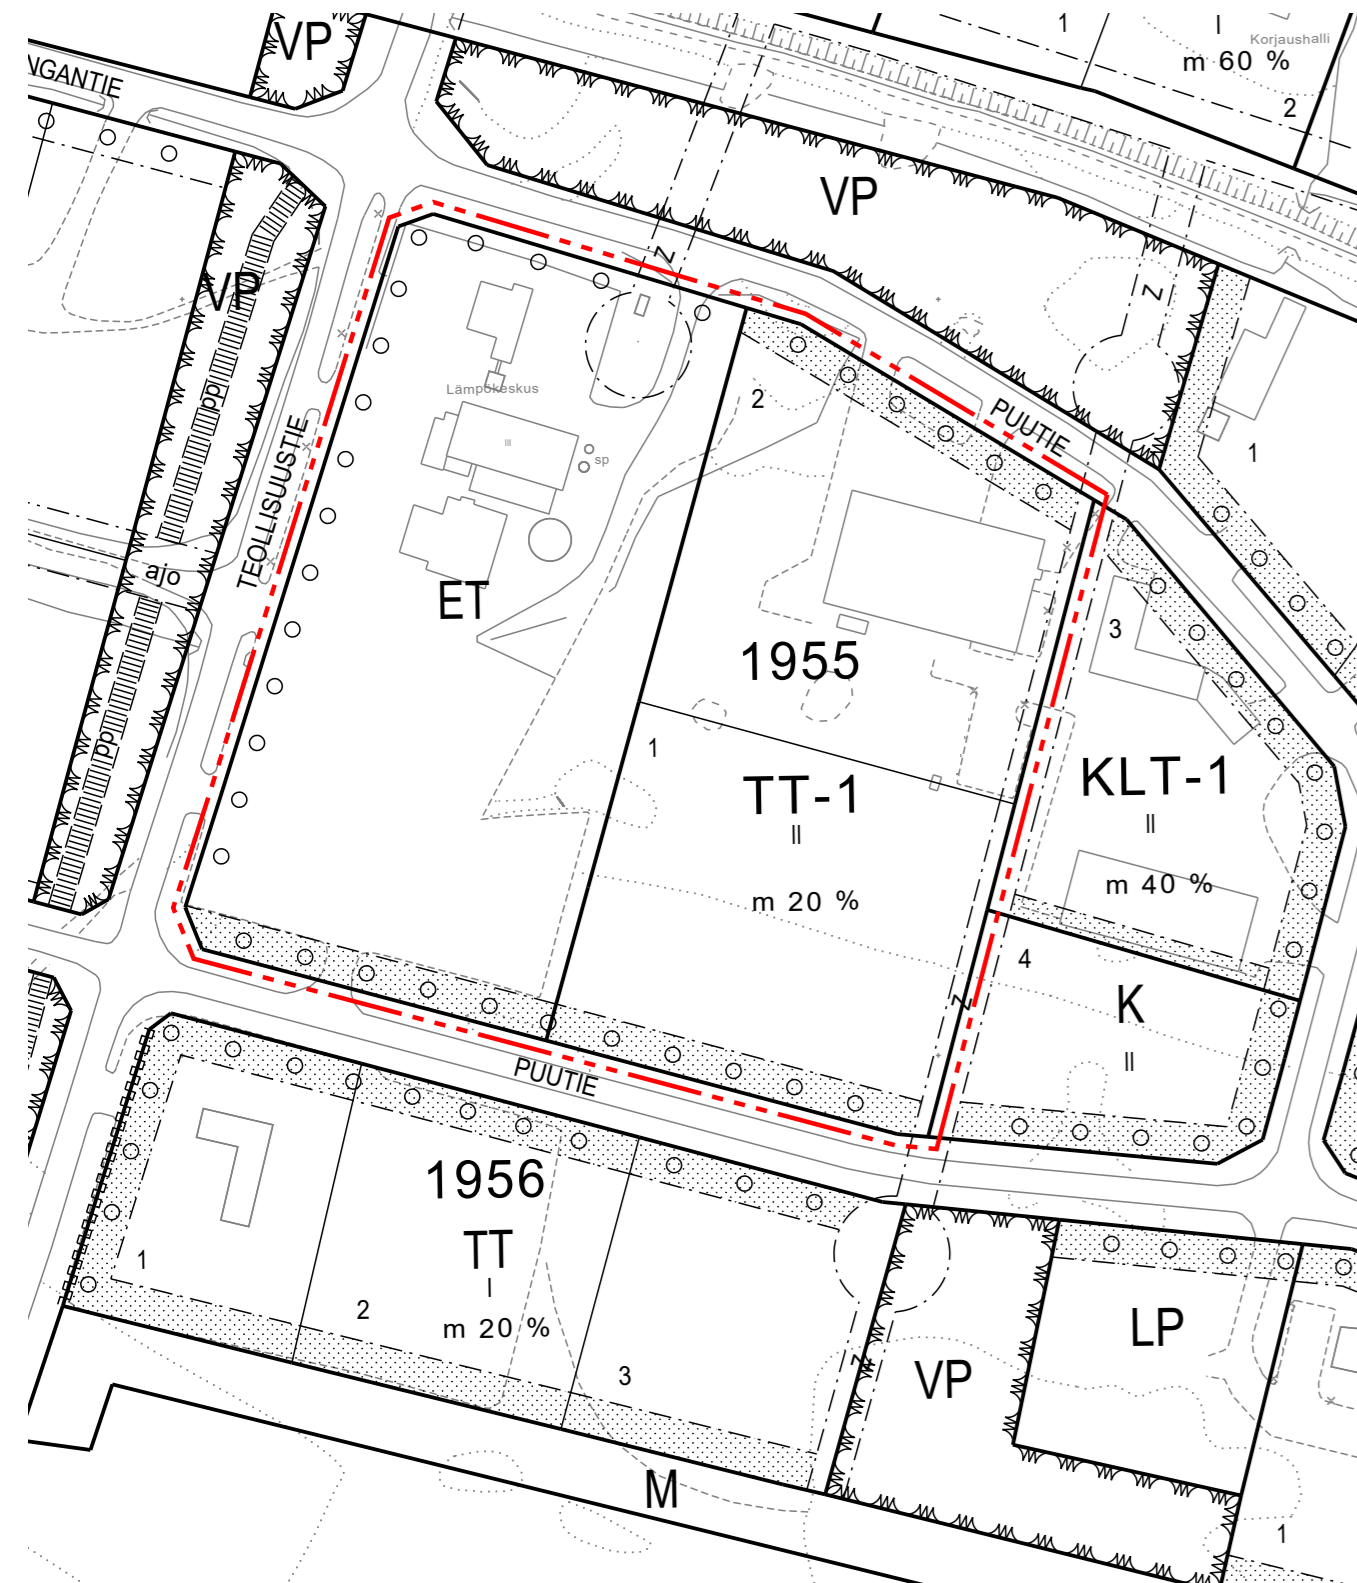 VP
NGANTIE
1
I
Korjaushalli
m 60 %
2
VP
VP
Z
Z
pp
Lämpökeskus
III
sp
2
PUUTIE
1
TEOLLISUUSTIE
ajo
ET
1955
3
pp
1
TT-1
II
m 20 %
KLT-1
II
m 40 %
4
K
II
Z
PUUTIE
1956
TT
I
m 20 %
1
2
3
Z
VP
LP
M
1